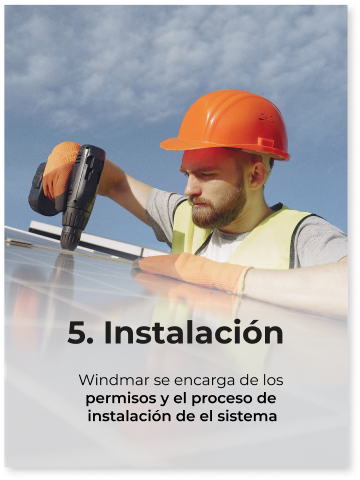 5. Instalación
Windmar se encarga de los
permisos y el proceso de
instalación de el sistema